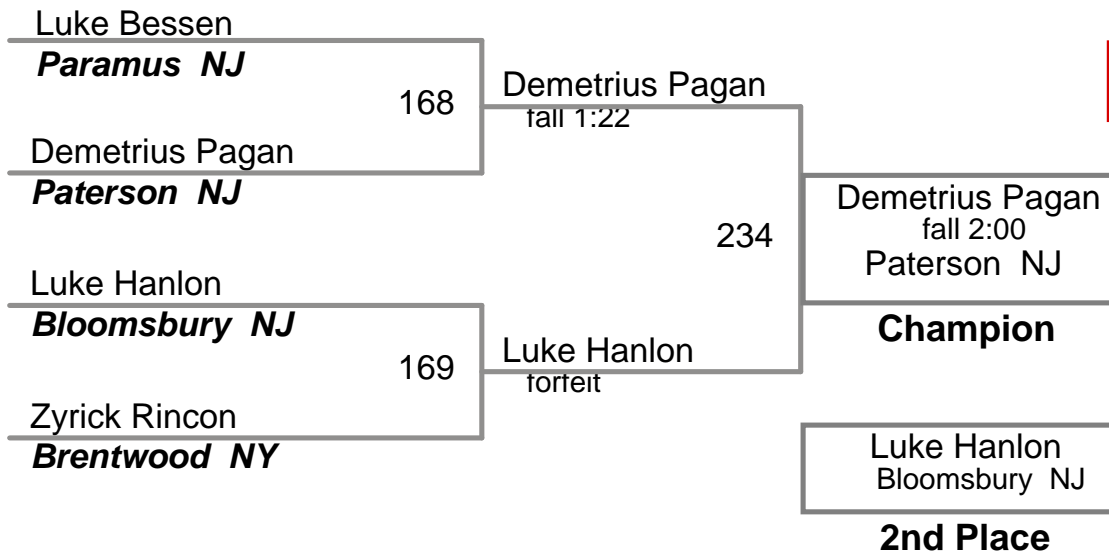 Luke Bessen
Paramus NJ
168
Demetrius Pagan
fall 1:22
Demetrius Pagan
Paterson NJ
234
Demetrius Pagan
fall 2:00
Paterson NJ
Champion
Luke Hanlon
Bloomsbury NJ
169
Luke Hanlon
forfeit
Zyrick Rincon
Brentwood NY
Luke Hanlon
Bloomsbury NJ
2nd Place